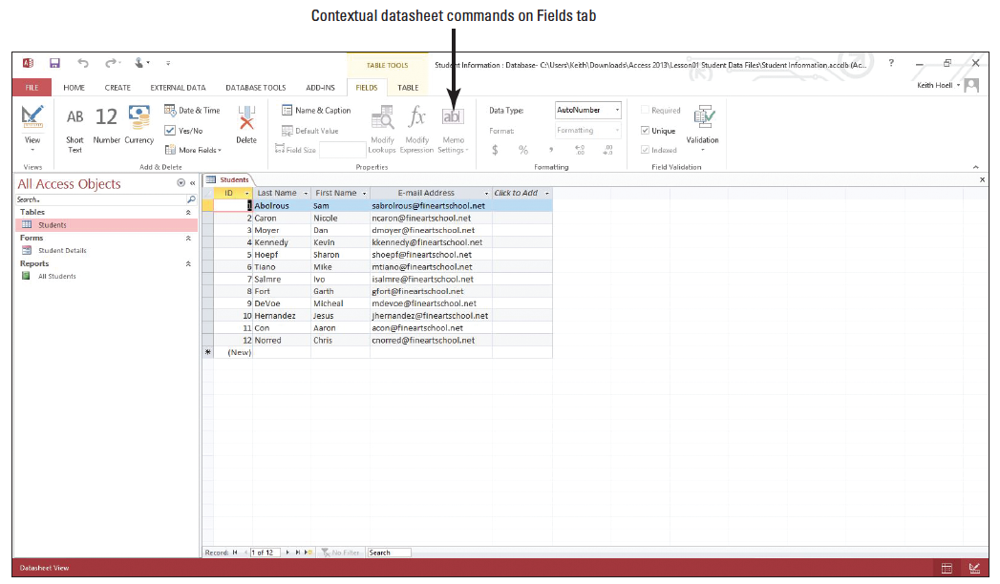 Contextual datasheet commands on Fields tab
TABLE TOOLS
Student Information : Database- C:\Users\Keith\Downloads\Access 2013\Lesson01 Student Data Files\Student Information.accdb (Ac...
?
FILE HOME CREATE EXTERNAL DATA DATABASE TOOLS ADD-INS FIELDS TABLE
Keith Hoell
View
Views
AB Short Text
12 Number
Currency
Date & Time
Yes/No
More Fields
Delete
Add & Delete
Name & Caption
Default Value
Field Size
Modify Lookups
fx Modify Expression
ab| Memo Settings
Properties
Data Type: AutoNumber
Format: Formatting
$ % , .00
Formatting
Required
Unique
Indexed
Validation
Field Validation
All Access Objects
Search..
Tables
Students
Forms
Student Details
Reports
All Students
Students
ID Last Name First Name E-mail Address Click to Add
1 Abolrous Sam sabrolrous@fineartschool.net
2 Caron Nicole ncaron@fineartschool.net
3 Moyer Dan dmoyer@fineartschool.net
4 Kennedy Kevin kkennedy@fineartschool.net
5 Hoepf Sharon shoepf@fineartschool.net
6 Tiano Mike mtiano@fineartschool.net
7 Salmre Ivo isalmre@fineartschool.net
8 Fort Garth gfort@fineartschool.net
9 DeVoe Micheal mdevoe@fineartschool.net
10 Hernandez Jesus jhernandez@fineartschool.net
11 Con Aaron acon@fineartschool.net
12 Norred Chris cnorred@fineartschool.net
* (New)
Record: 1 of 12 No Filter Search
Datasheet View